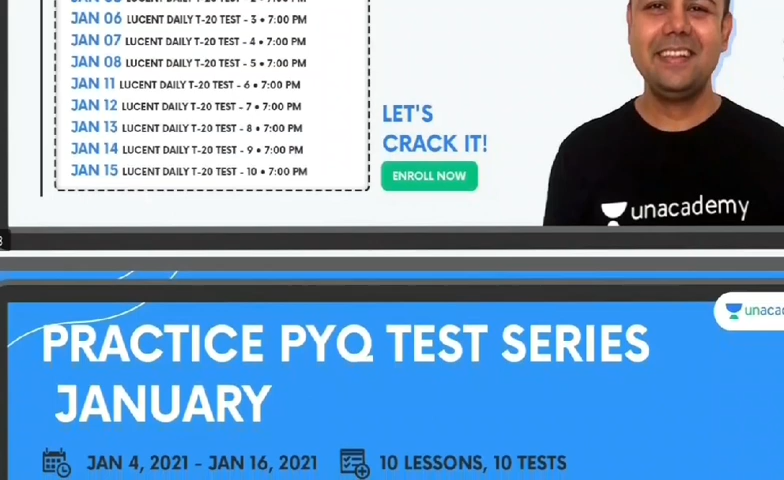 JAN 06 LUCENT DAILY T-20 TEST - 3 • 7:00 PM
JAN 07 LUCENT DAILY T-20 TEST - 4 • 7:00 PM
JAN 08 LUCENT DAILY T-20 TEST - 5 • 7:00 PM
JAN 11 LUCENT DAILY T-20 TEST - 6 • 7:00 PM
JAN 12 LUCENT DAILY T-20 TEST - 7 • 7:00 PM
JAN 13 LUCENT DAILY T-20 TEST - 8 • 7:00 PM
JAN 14 LUCENT DAILY T-20 TEST - 9 • 7:00 PM
JAN 15 LUCENT DAILY T-20 TEST - 10 • 7:00 PM
LET'S
CRACK IT!
ENROLL NOW
unacademy
unaca
PRACTICE PYQ TEST SERIES
JANUARY
JAN 4, 2021 - JAN 16, 2021 10 LESSONS, 10 TESTS